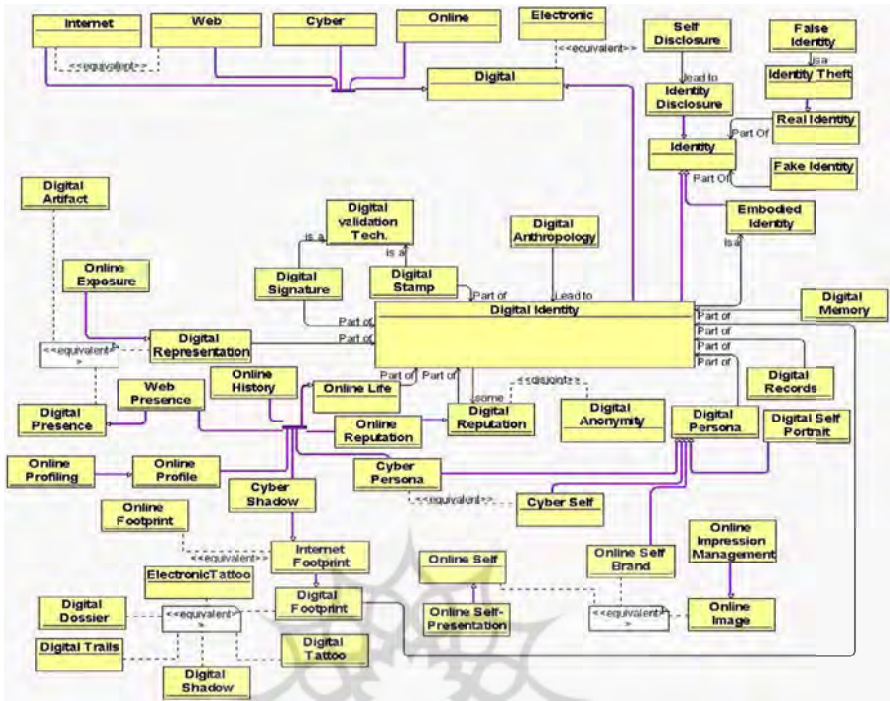 Internet
Web
Cyber
Online
Electronic
<<equivalent>>
<<equivalent>>
Digital
Self
Disclosure
lead to
Identity
Disclosure
False
Identity
is a
Identity Theft
Real Identity
Part Of
Identity
Part Of
Fake Identity
Embodied
Identity
is a
Digital
Artifact
Digital
validation
Tech.
is a
is a
Digital
Signature
Digital
Stamp
Part of
Digital
Anthropology
Lead to
Online
Exposure
Digital Identity
Part of
Part of
Part of
Part of
Part of
Part of
Part of
Part of
Digital
Memory
Digital
Representation
<<equivalent>
>
Digital
Records
Web
Presence
Online
History
Online Life
some
<<disjoint>>
Digital
Presence
Online
Reputation
Digital
Reputation
Digital
Anonymity
Digital
Persona
Digital Self
Portrait
Online
Profiling
Online
Profile
Cyber
Shadow
Cyber
Persona
<<equivalent>>
Cyber Self
Online
Footprint
<<equivalent>>
Internet
Footprint
Online Self
Online Self
Brand
Online
Impression
Management
ElectronicTattoo
Digital
Dossier
<<equivalent>
>
Digital
Footprint
Online Self-
Presentation
<<equivalent>
>
Online
Image
Digital Trails
Digital
Tattoo
Digital
Shadow